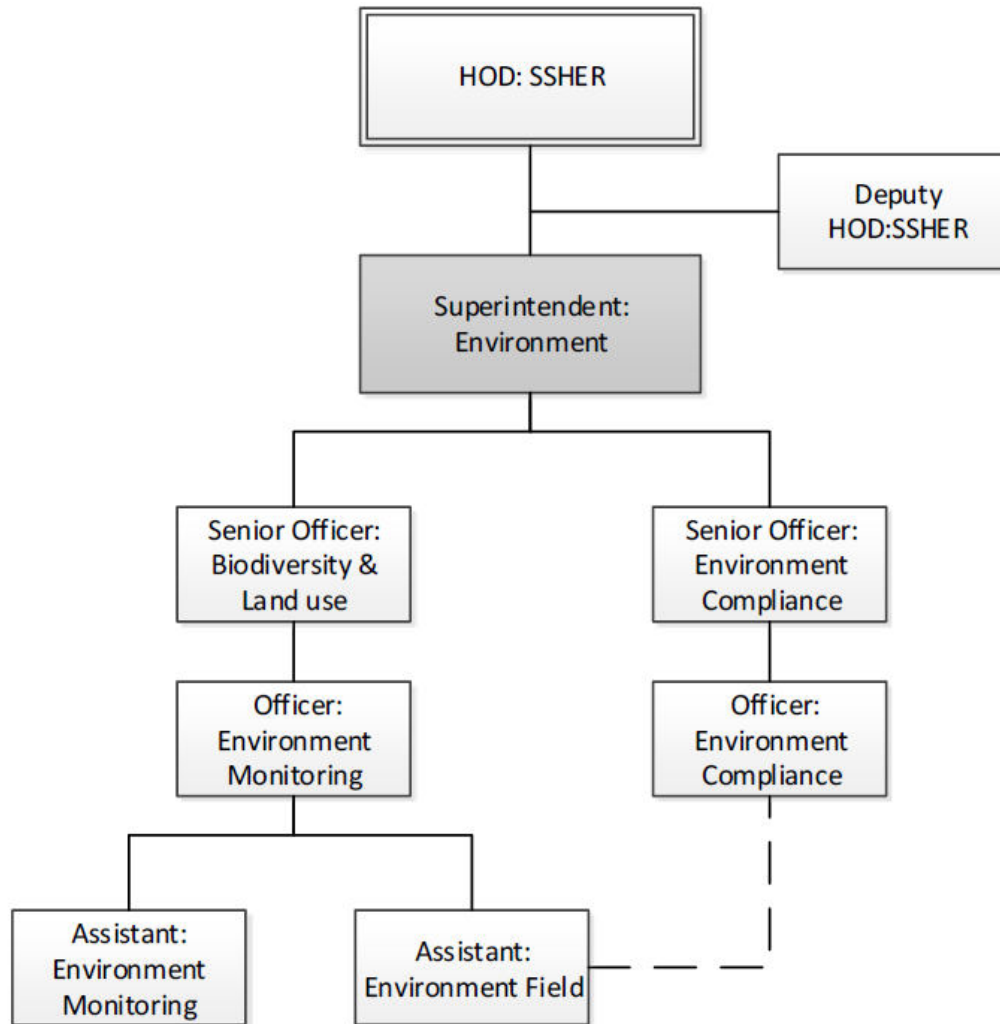 HOD: SSHER
Deputy
HOD:SSHER
Superintendent:
Environment
Senior Officer:
Biodiversity &
Land use
Senior Officer:
Environment
Compliance
Officer:
Environment
Monitoring
Officer:
Environment
Compliance
Assistant:
Environment
Monitoring
Assistant:
Environment Field